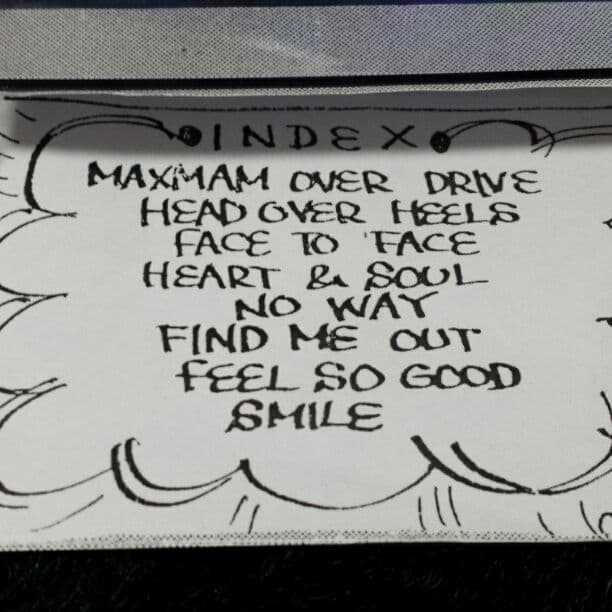 INDEX
MAXMAM OVER DRIVE
HEAD OVER HEELS
FACE TO FACE
HEART & SOUL
NO WAY
FIND ME OUT
FEEL SO GOOD
SMILE